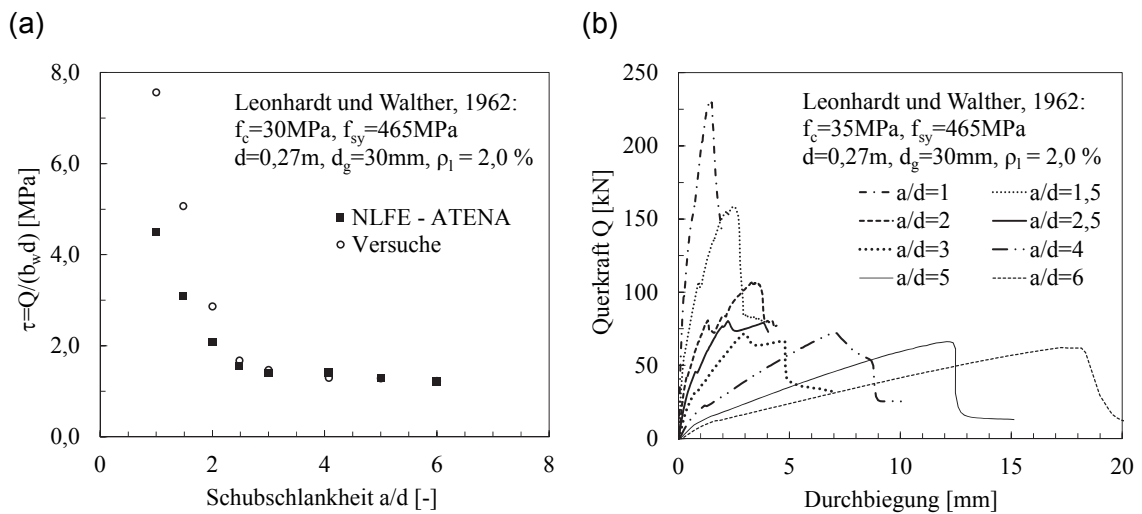 (a)
8,0
6,0
4,0
2,0
0,0
τ=Q/(b_w d) [MPa]
Leonhardt und Walther, 1962:
f_c=30MPa, f_sy=465MPa
d=0,27m, d_g=30mm, ρ_l = 2,0 %
NLFE - ATENA
Versuche
0 2 4 6 8
Schubschlankheit a/d [-]
(b)
250
200
150
100
50
0
Querkraft Q [kN]
Leonhardt und Walther, 1962:
f_c=35MPa, f_sy=465MPa
d=0,27m, d_g=30mm, ρ_l = 2,0 %
a/d=1 a/d=1,5
a/d=2 a/d=2,5
a/d=3 a/d=4
a/d=5 a/d=6
0 5 10 15 20
Durchbiegung [mm]